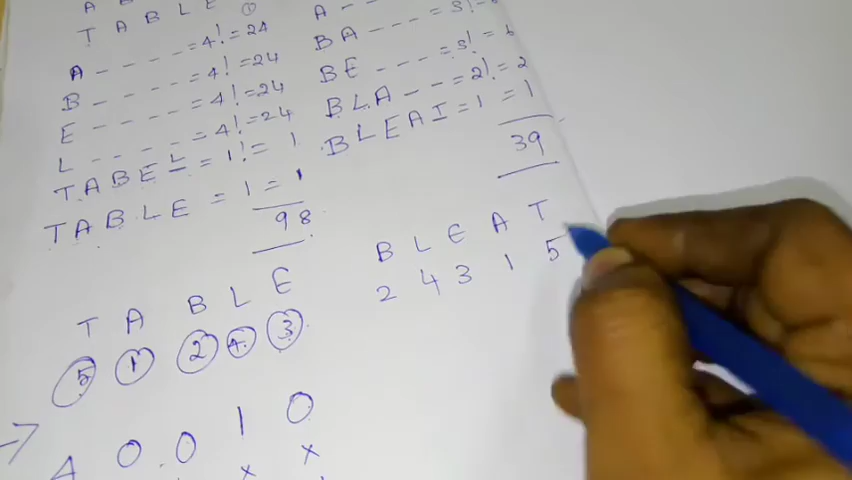 T A B L E ①
A - - - - = 4! = 24
B - - - - = 4! = 24
E - - - - = 4! = 24
L - - - - = 4! = 24
T A B E L = 1! = 1
T A B L E = 1 = 1
98
T A B L E
⑤ ① ② ④ ③
→ 4 0 0 1 0
x x
A - -
B A - - - = 3! =
B E - - - = 3! = 6
B L A - - = 2! = 2
B L E A T = 1 = 1
39
B L E A T
2 4 3 1 5